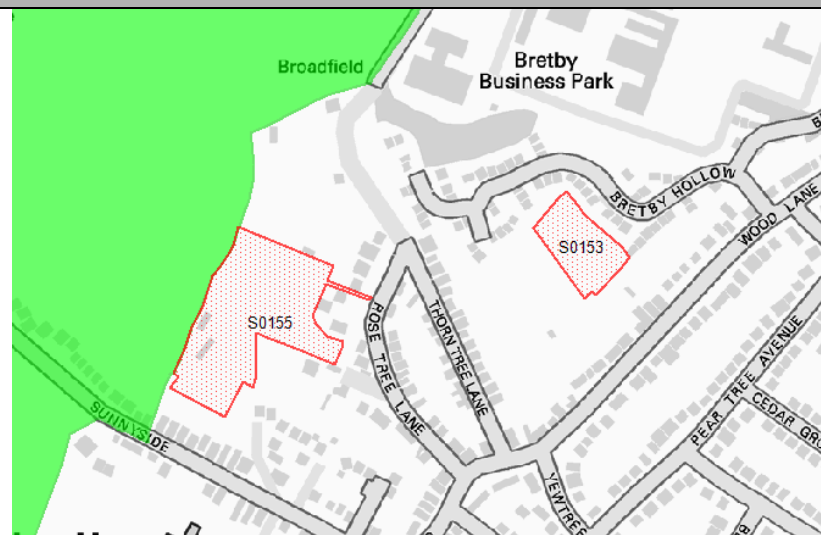 Broadfield
Bretby
Business Park
BRETBY HOLLOW
WOOD LANE
S0153
S0155
ROSE TREE LANE
THORN TREE LANE
PEAR TREE AVENUE
CEDAR GRO
SUNNYSIDE
YEWTREE